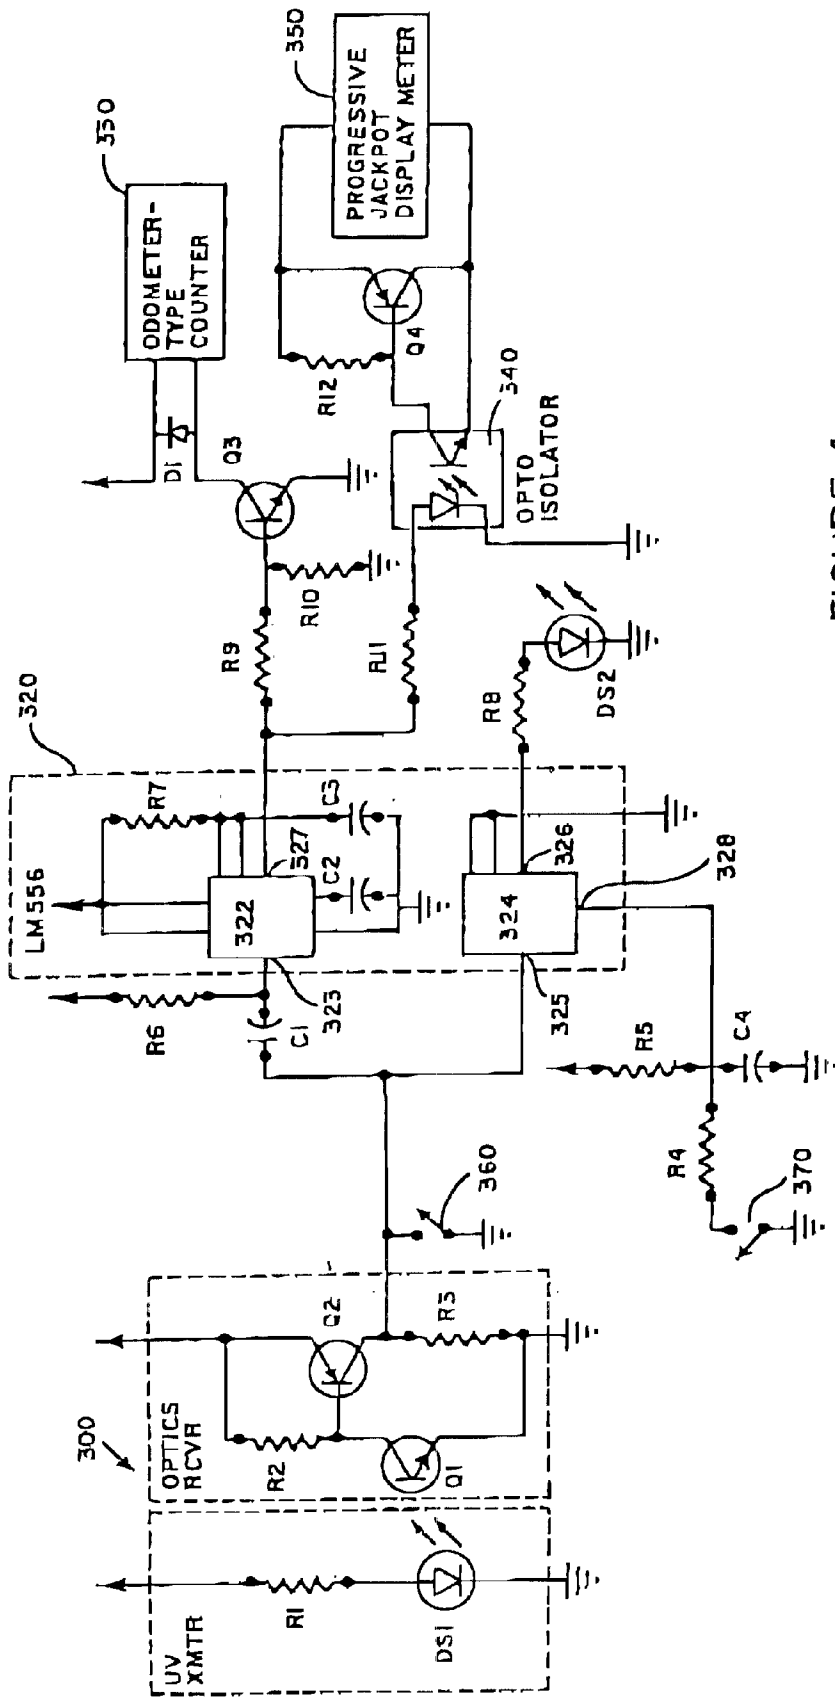 300
UV
XMTR
R1
DS1
OPTICS
RCVR
R2
Q1
Q2
R3
360
370
R4
R5
C4
R6
C1
323
325
LM556
320
322
R7
C2
C3
327
324
326
328
R8
DS2
R9
R10
R11
D1
Q3
330
ODOMETER-
TYPE
COUNTER
OPTO
ISOLATOR
340
R12
Q4
350
PROGRESSIVE
JACKPOT
DISPLAY METER